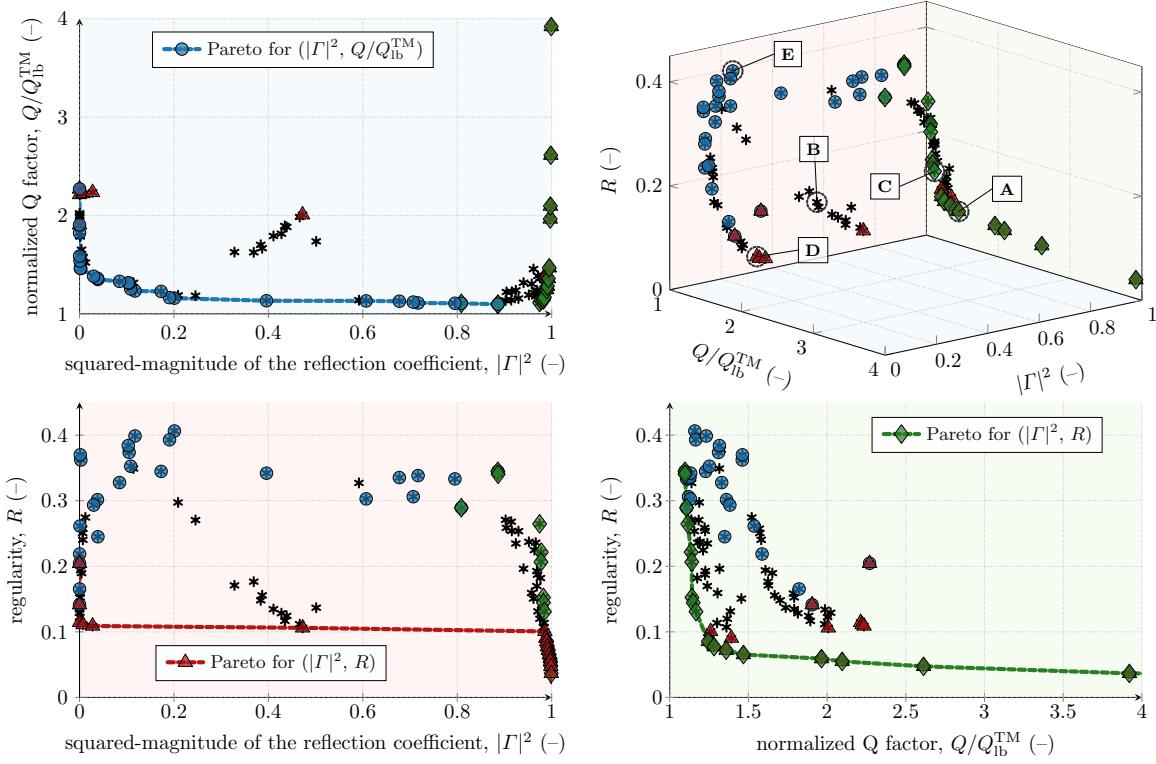 normalized Q factor, Q/Q_lb^TM (–)
4
3
2
1
Pareto for (|Γ|², Q/Q_lb^TM)
0 0.2 0.4 0.6 0.8 1
squared-magnitude of the reflection coefficient, |Γ|² (–)
R (–)
0.4
0.2
0
E
B
C
A
D
1 2 3 4
Q/Q_lb^TM (–)
0 0.2 0.4 0.6 0.8 1
|Γ|² (–)
regularity, R (–)
0.4
0.3
0.2
0.1
0
Pareto for (|Γ|², R)
0 0.2 0.4 0.6 0.8 1
squared-magnitude of the reflection coefficient, |Γ|² (–)
regularity, R (–)
0.4
0.3
0.2
0.1
0
Pareto for (|Γ|², R)
1 1.5 2 2.5 3 3.5 4
normalized Q factor, Q/Q_lb^TM (–)